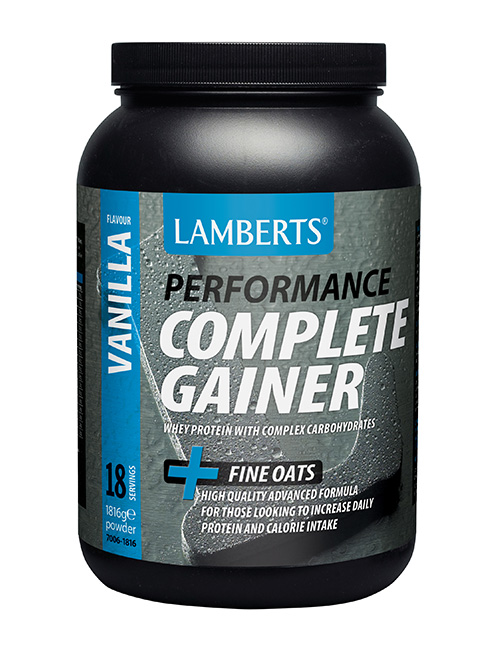 LAMBERTS®
PERFORMANCE
COMPLETE
GAINER
WHEY PROTEIN WITH COMPLEX CARBOHYDRATES
+ FINE OATS
HIGH QUALITY ADVANCED FORMULA
FOR THOSE LOOKING TO INCREASE DAILY
PROTEIN AND CALORIE INTAKE
FLAVOUR
VANILLA
18 SERVINGS
1816g℮
powder
7006-1816